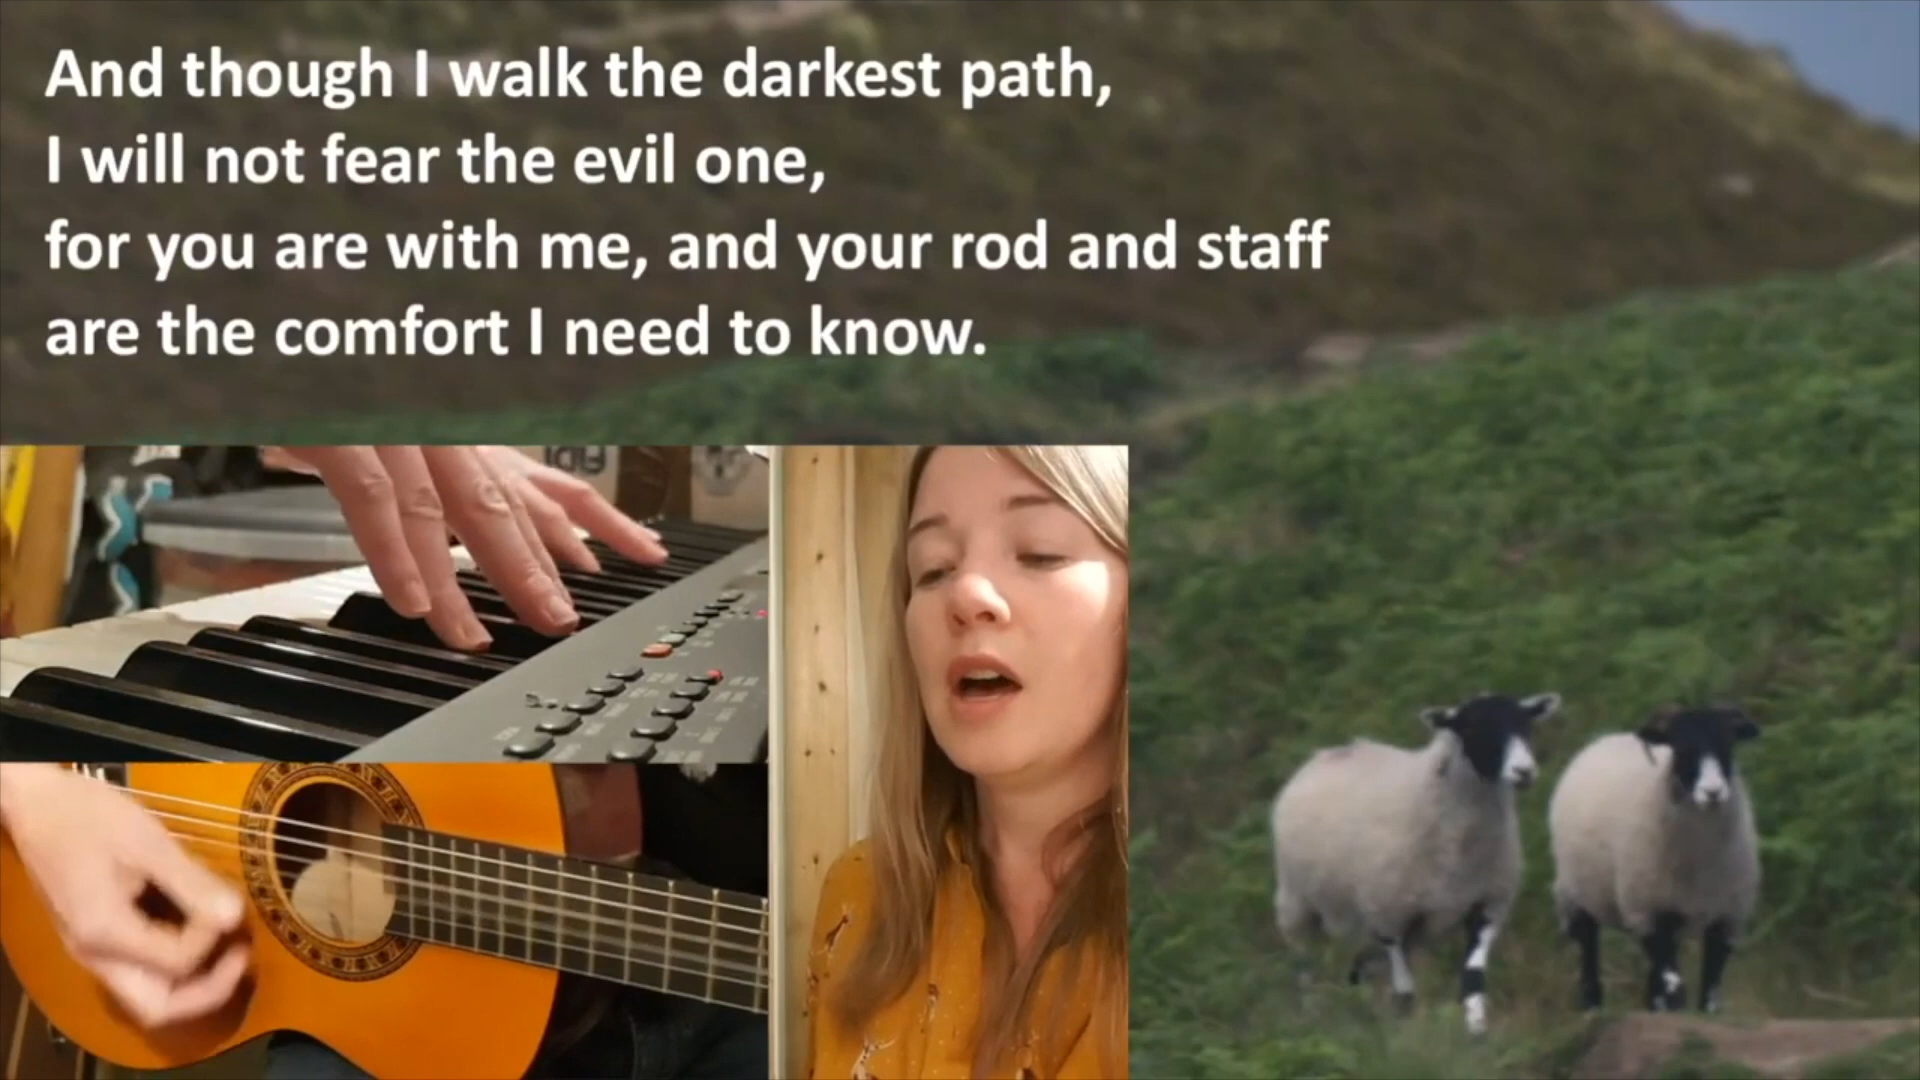 And though I walk the darkest path,
I will not fear the evil one,
for you are with me, and your rod and staff
are the comfort I need to know.